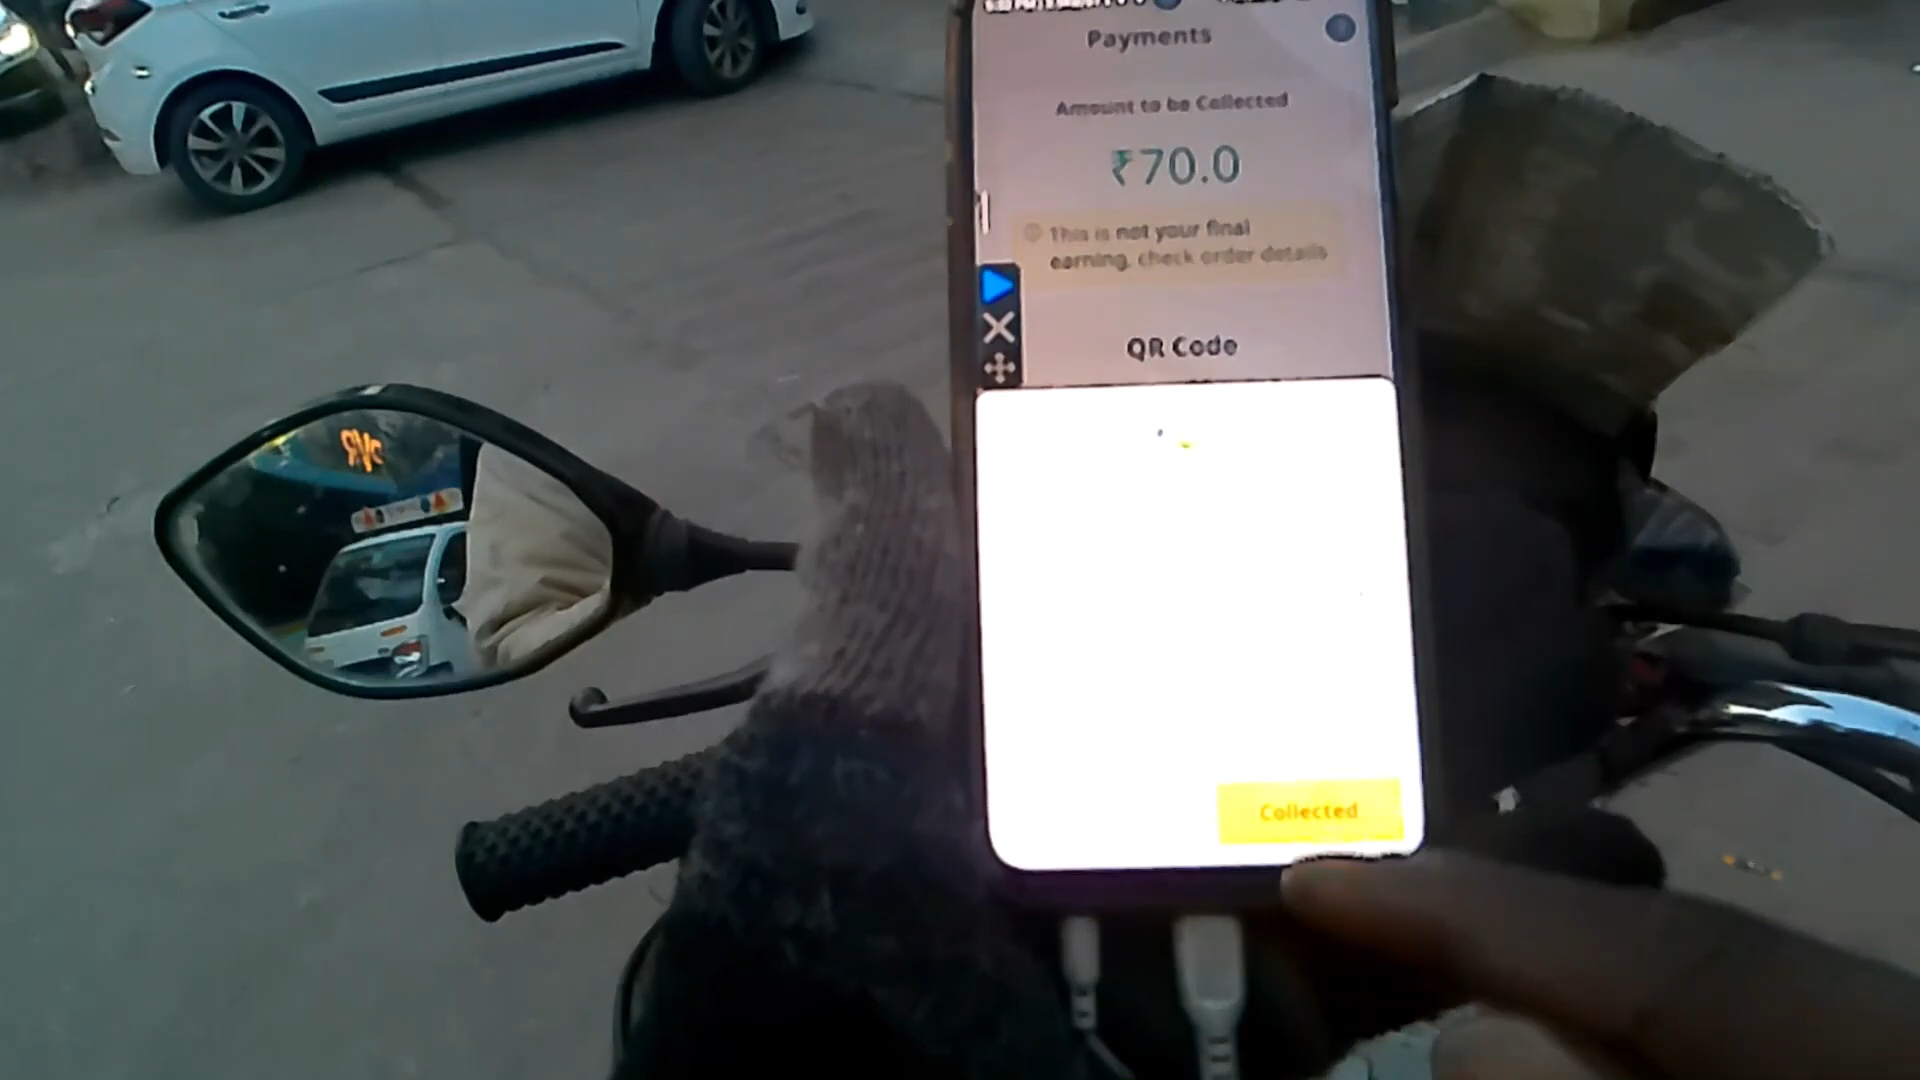 Payments
Amount to be Collected
₹70.0
This is not your final
earning, check order details
QR Code
Collected